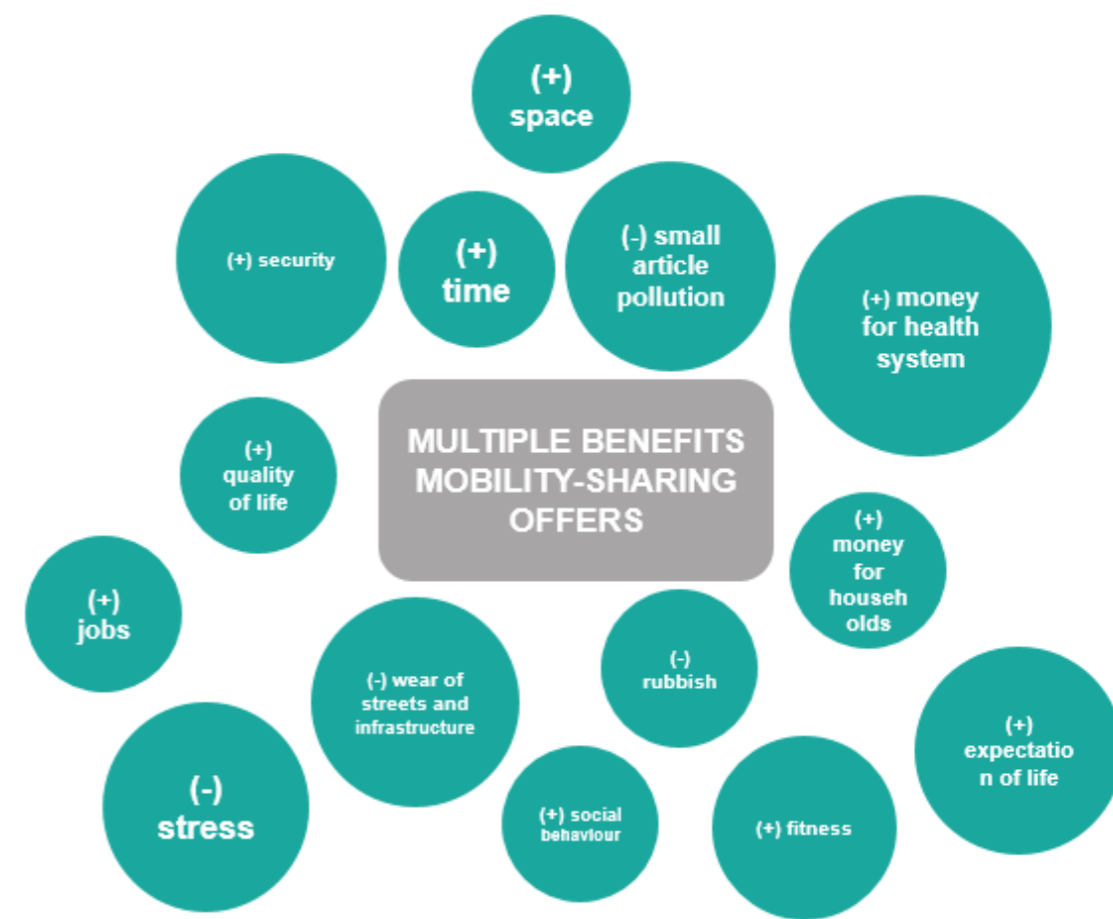 (+)
space
(+) security
(+)
time
(-) small
article
pollution
(+) money
for health
system
MULTIPLE BENEFITS
MOBILITY-SHARING
OFFERS
(+)
quality
of life
(+)
money
for
househ
olds
(+)
jobs
(-) wear of
streets and
infrastructure
(-)
rubbish
(+)
expectatio
n of life
(-)
stress
(+) social
behaviour
(+) fitness